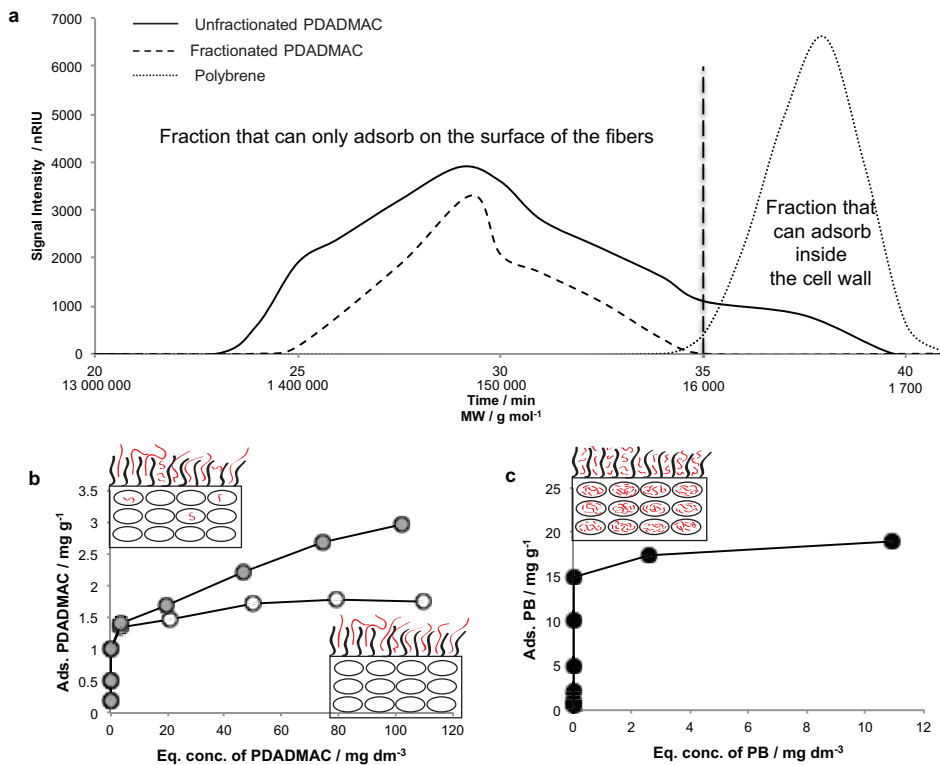 a
7000
6000
5000
4000
3000
2000
1000
0
Signal Intensity / nRIU
Unfractionated PDADMAC
Fractionated PDADMAC
Polybrene
Fraction that can only adsorb on the surface of the fibers
Fraction that
can adsorb
inside
the cell wall
20 25 30 35 40
13 000 000 1 400 000 150 000 16 000 1 700
Time / min
MW / g mol-1
b
3.5
3
2.5
2
1.5
1
0.5
0
Ads. PDADMAC / mg g-1
0 20 40 60 80 100 120
Eq. conc. of PDADMAC / mg dm-3
c
25
20
15
10
5
0
Ads. PB / mg g-1
0 2 4 6 8 10 12
Eq. conc. of PB / mg dm-3